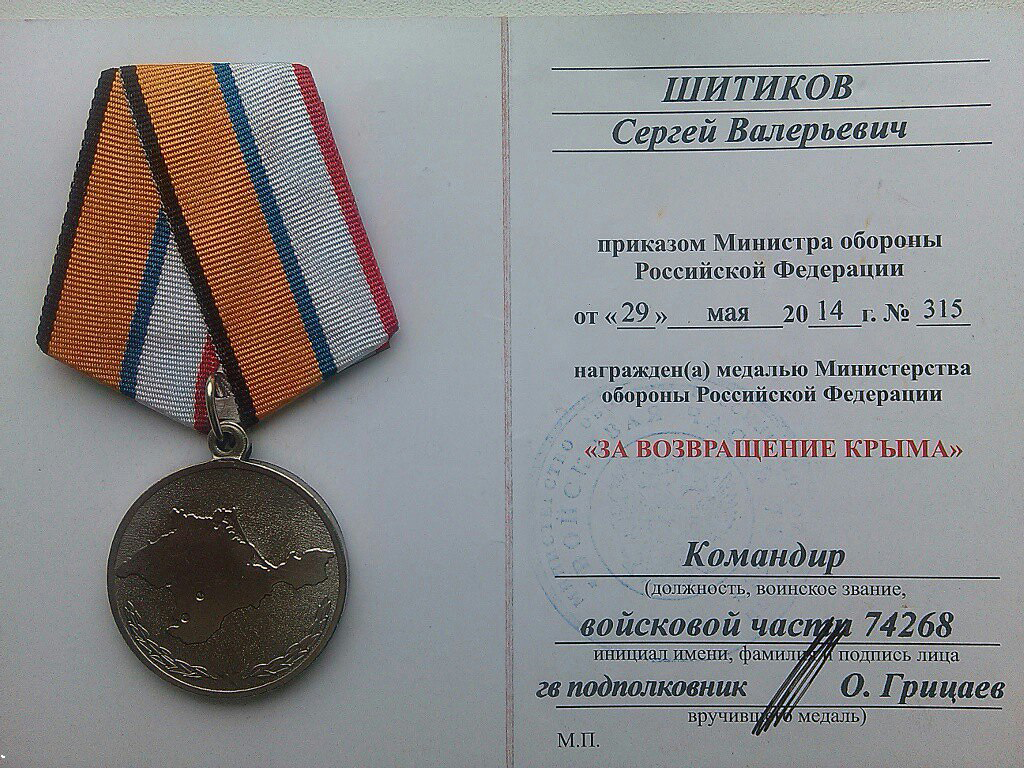 ШИТИКОВ
Сергей Валерьевич
приказом Министра обороны
Российской Федерации
от «29» мая 2014 г. № 315
награжден(а) медалью Министерства
обороны Российской Федерации
«ЗА ВОЗВРАЩЕНИЕ КРЫМА»
Командир
(должность, воинское звание,
войсковой части 74268
инициал имени, фамилия, подпись лица
гв подполковник О. Грицаев
вручившего медаль)
М.П.